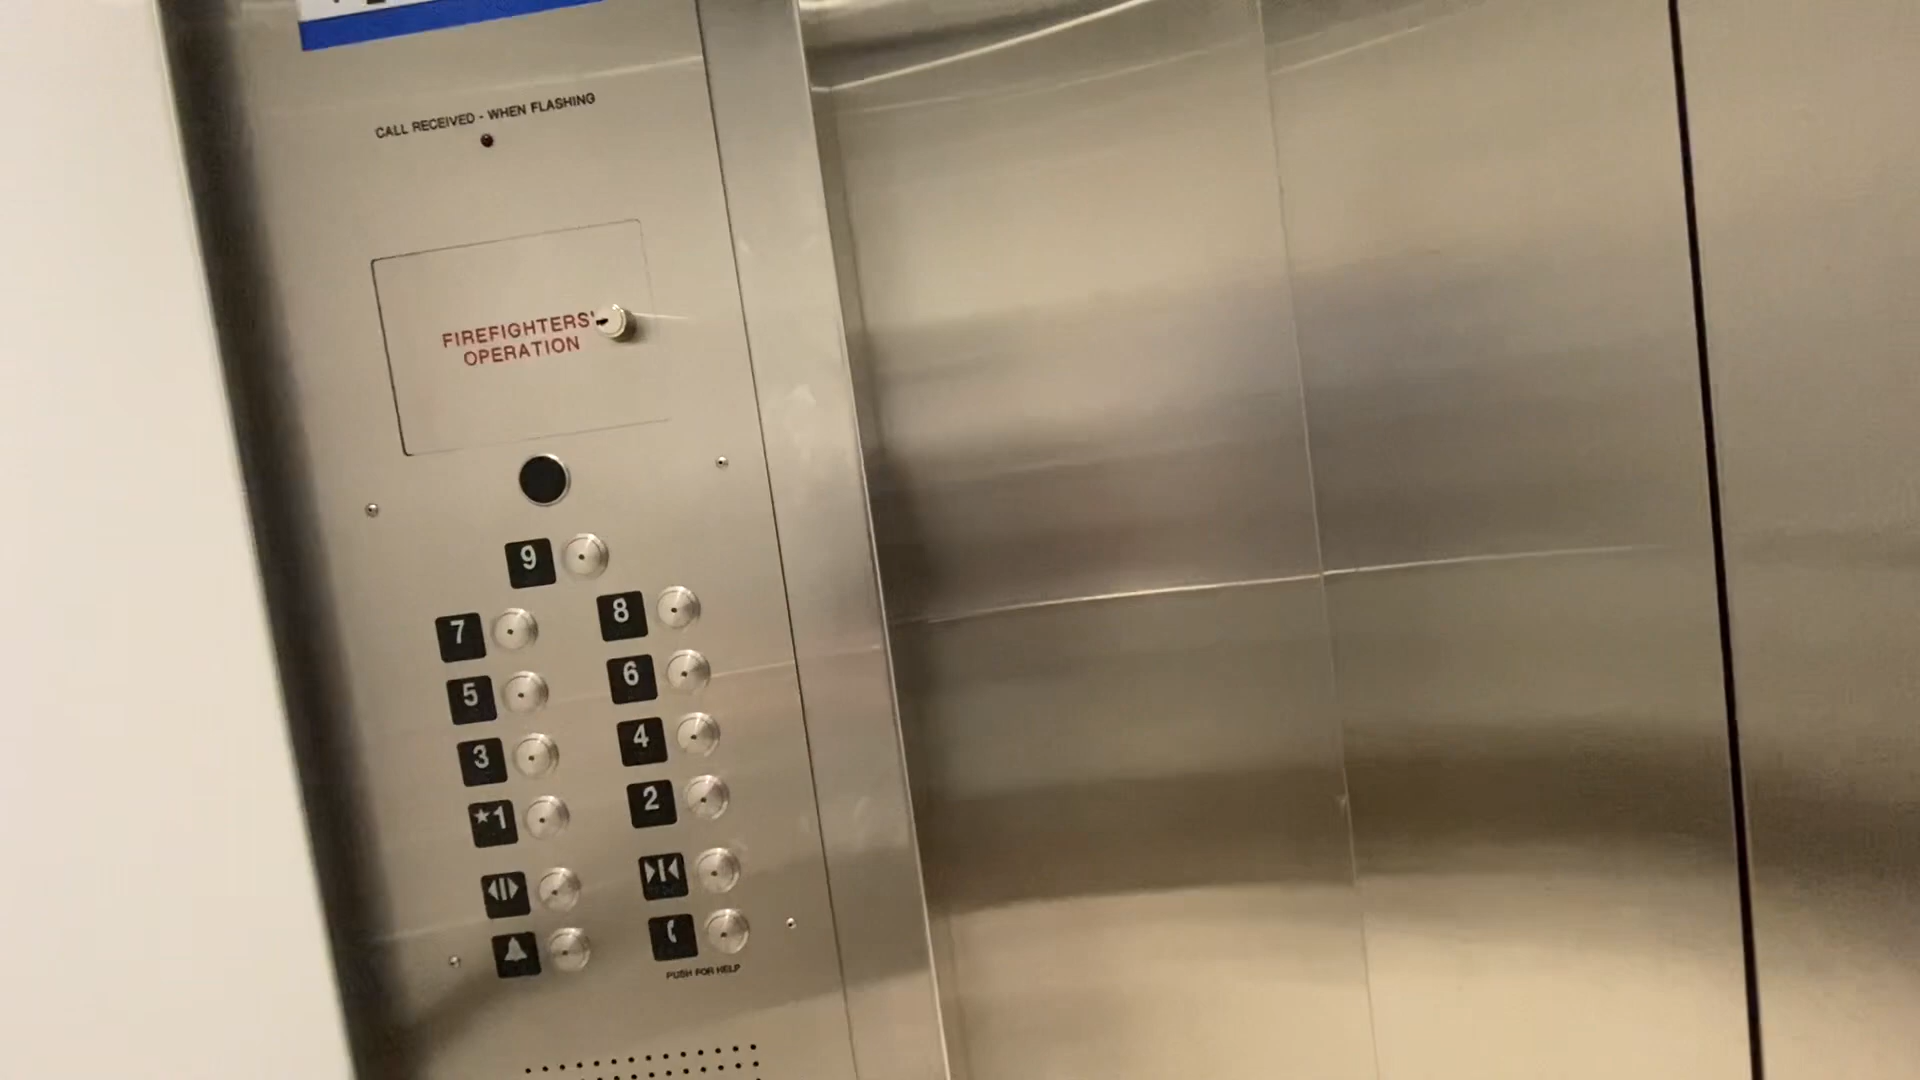 CALL RECEIVED - WHEN FLASHING
FIREFIGHTERS'
OPERATION
9
7 8
5 6
3 4
★1 2
PUSH FOR HELP